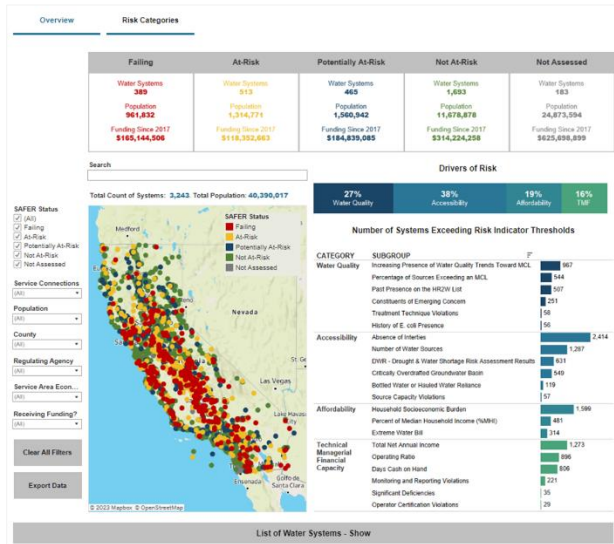 Overview
Risk Categories
Failing
At-Risk
Potentially At-Risk
Not At-Risk
Not Assessed
Water Systems
389
Population
961,832
Funding Since 2017
$165,144,506
Water Systems
513
Population
1,314,771
Funding Since 2017
$118,352,663
Water Systems
465
Population
1,560,942
Funding Since 2017
$184,839,085
Water Systems
1,693
Population
11,678,878
Funding Since 2017
$314,224,258
Water Systems
183
Population
24,873,594
Funding Since 2017
$625,698,899
Search
Total Count of Systems: 3,243 Total Population: 40,390,017
SAFER Status
(All)
Failing
At-Risk
Potentially At-Risk
Not At-Risk
Not Assessed
Service Connections
(All)
Population
(All)
County
(All)
Regulating Agency
(All)
Service Area Econ...
(All)
Receiving Funding?
(All)
Clear All Filters
Export Data
SAFER Status
Failing
At-Risk
Potentially At-Risk
Not At-Risk
Not Assessed
Medford
Nevada
St. Ge
Las Vegas
Lake Havasu
City
Ensenada
Golfo de
Santa Clara
© 2023 Mapbox © OpenStreetMap
Drivers of Risk
27%
Water Quality
38%
Accessibility
19%
Affordability
16%
TMF
Number of Systems Exceeding Risk Indicator Thresholds
CATEGORY SUBGROUP
Water Quality Increasing Presence of Water Quality Trends Toward MCL 967
Percentage of Sources Exceeding an MCL 544
Past Presence on the HR2W List 507
Constituents of Emerging Concern 251
Treatment Technique Violations 58
History of E. coli Presence 56
Accessibility Absence of Interties 2,414
Number of Water Sources 1,287
DWR - Drought & Water Shortage Risk Assessment Results 631
Critically Overdrafted Groundwater Basin 549
Bottled Water or Hauled Water Reliance 119
Source Capacity Violations 57
Affordability Household Socioeconomic Burden 1,599
Percent of Median Household Income (%MHI) 481
Extreme Water Bill 314
Technical
Managerial
Financial
Capacity
Total Net Annual Income 1,273
Operating Ratio 896
Days Cash on Hand 806
Monitoring and Reporting Violations 221
Significant Deficiencies 35
Operator Certification Violations 29
List of Water Systems - Show